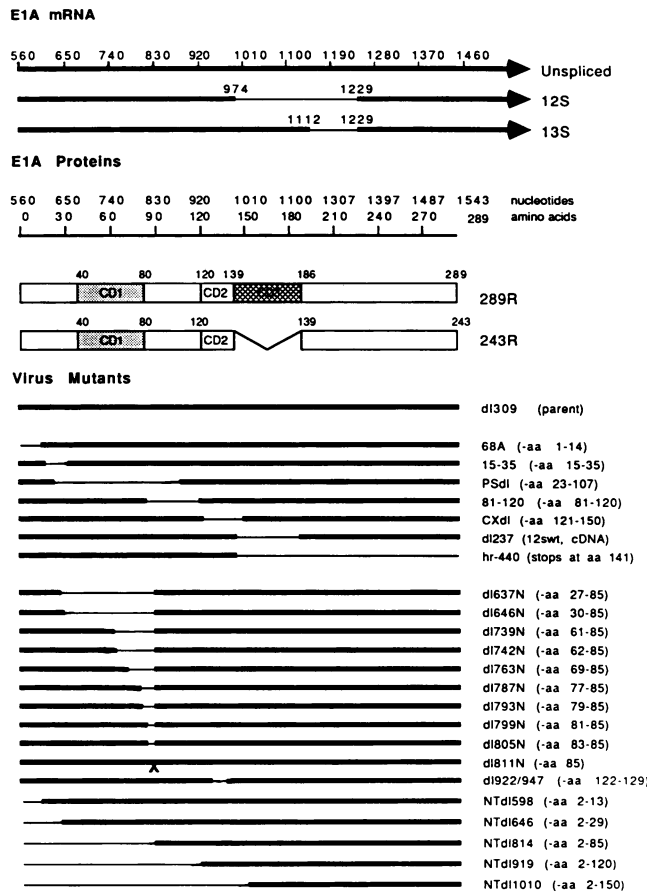 E1A mRNA
560 650 740 830 920 1010 1100 1190 1280 1370 1460
Unspliced
974 1229
12S
1112 1229
13S
E1A Proteins
560 650 740 830 920 1010 1100 1307 1397 1487 1543 nucleotides
0 30 60 90 120 150 180 210 240 270 289 amino acids
40 80 120 139 186 289
CD1 CD2 289R
40 80 120 139 243
CD1 CD2 243R
Virus Mutants
dl309 (parent)
68A (-aa 1-14)
15-35 (-aa 15-35)
PSdl (-aa 23-107)
81-120 (-aa 81-120)
CXdl (-aa 121-150)
dl237 (12swt, cDNA)
hr-440 (stops at aa 141)
dl637N (-aa 27-85)
dl646N (-aa 30-85)
dl739N (-aa 61-85)
dl742N (-aa 62-85)
dl763N (-aa 69-85)
dl787N (-aa 77-85)
dl793N (-aa 79-85)
dl799N (-aa 81-85)
dl805N (-aa 83-85)
dl811N (-aa 85)
dl922/947 (-aa 122-129)
NTdl598 (-aa 2-13)
NTdl646 (-aa 2-29)
NTdl814 (-aa 2-85)
NTdl919 (-aa 2-120)
NTdl1010 (-aa 2-150)